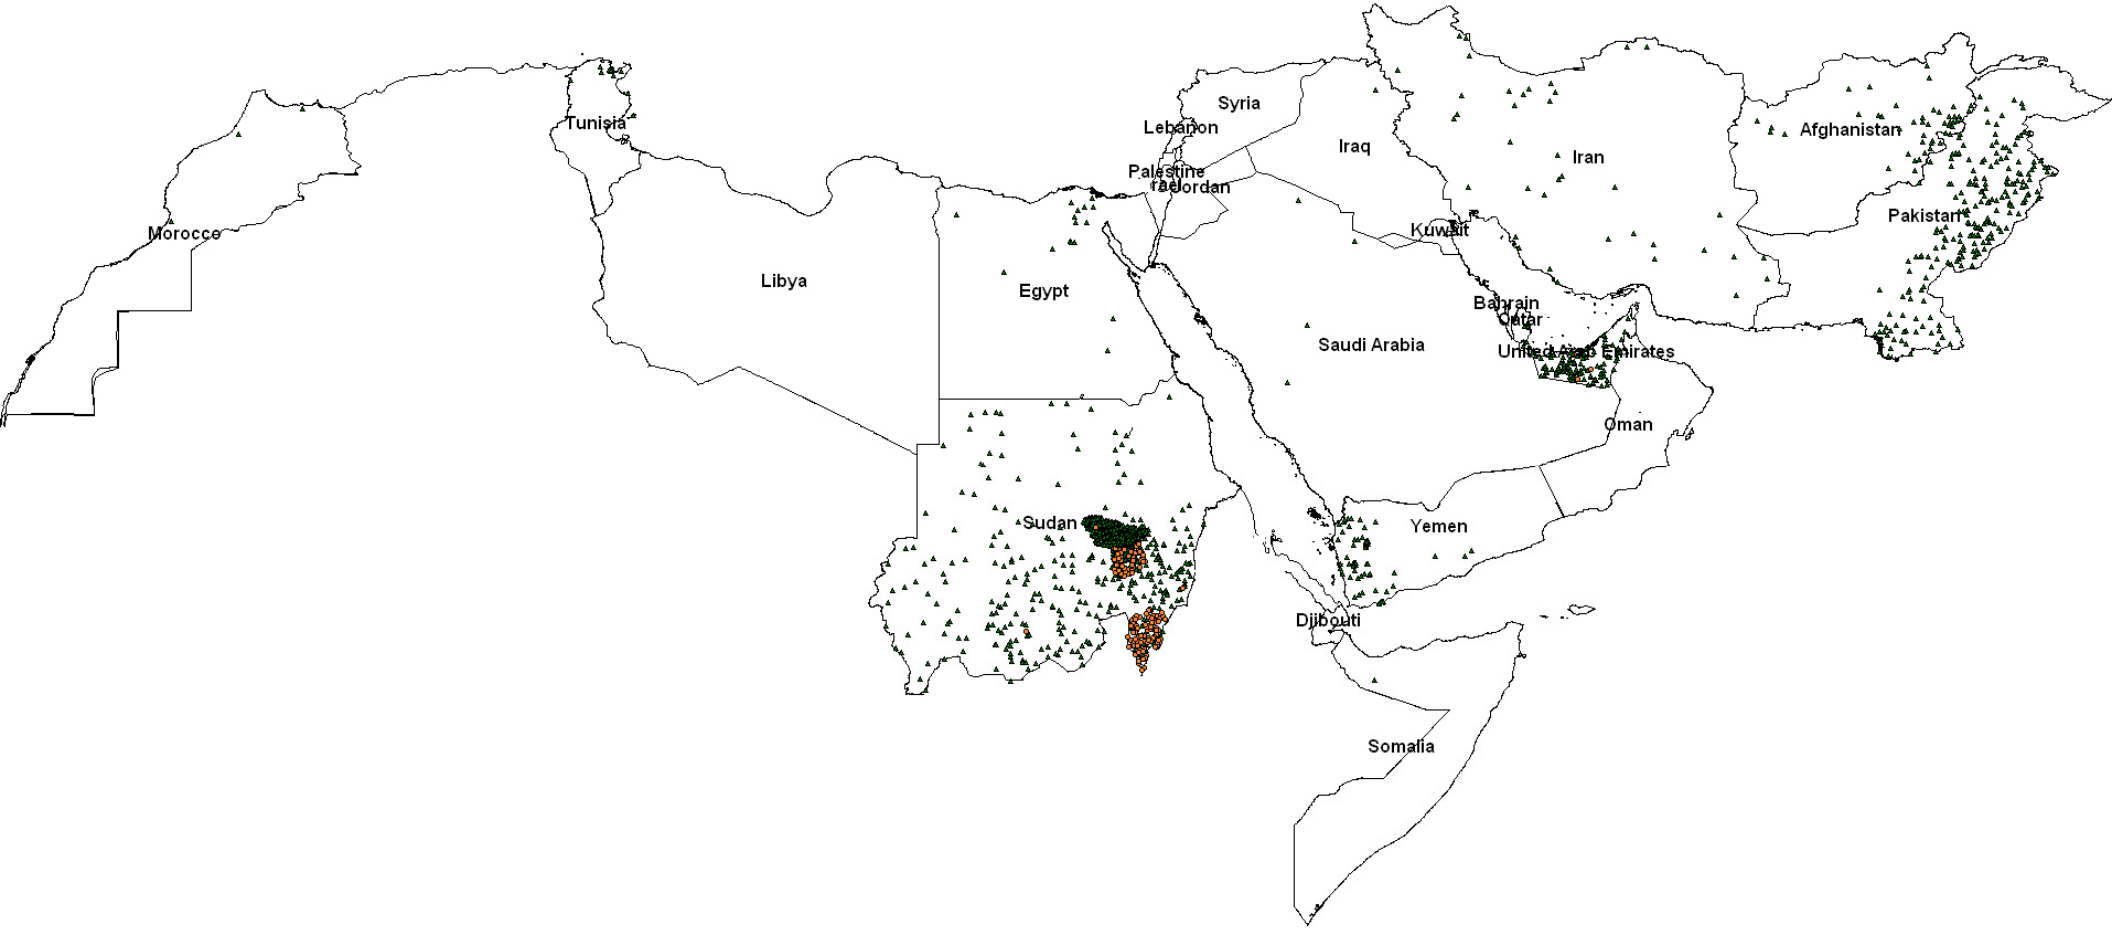 Syria
Tunisia
Lebanon
Afghanistan
Iraq
Iran
Palestine
rael
Jordan
Pakistan
Morocco
Kuwait
Libya
Egypt
Bahrain
Qatar
Saudi Arabia
United Arab Emirates
Oman
Sudan
Yemen
Djibouti
Somalia